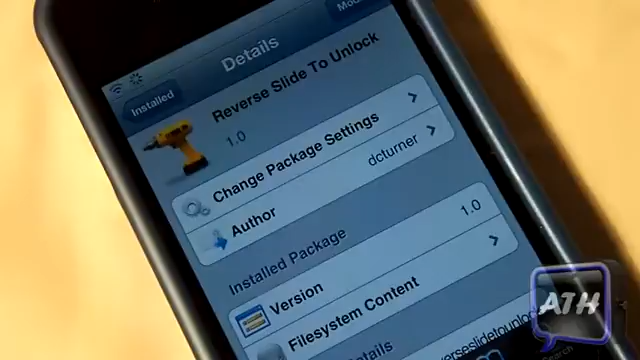 Details
Installed
Reverse Slide To Unlock
1.0
Change Package Settings
Author
dcturner
Installed Package
Version
1.0
Filesystem Content
ATH